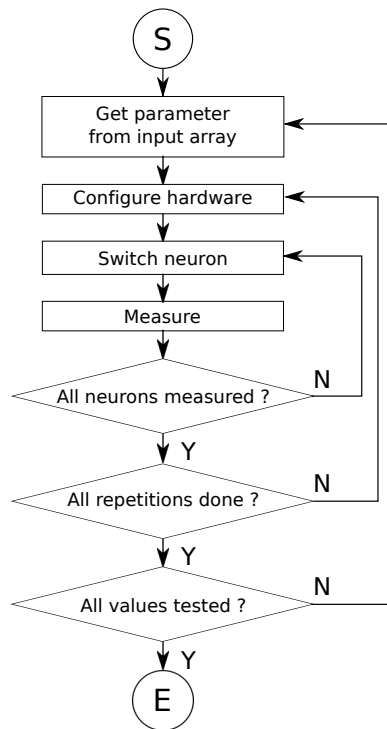 S
Get parameter
from input array
Configure hardware
Switch neuron
Measure
All neurons measured ?
N
Y
All repetitions done ?
N
Y
All values tested ?
N
Y
E